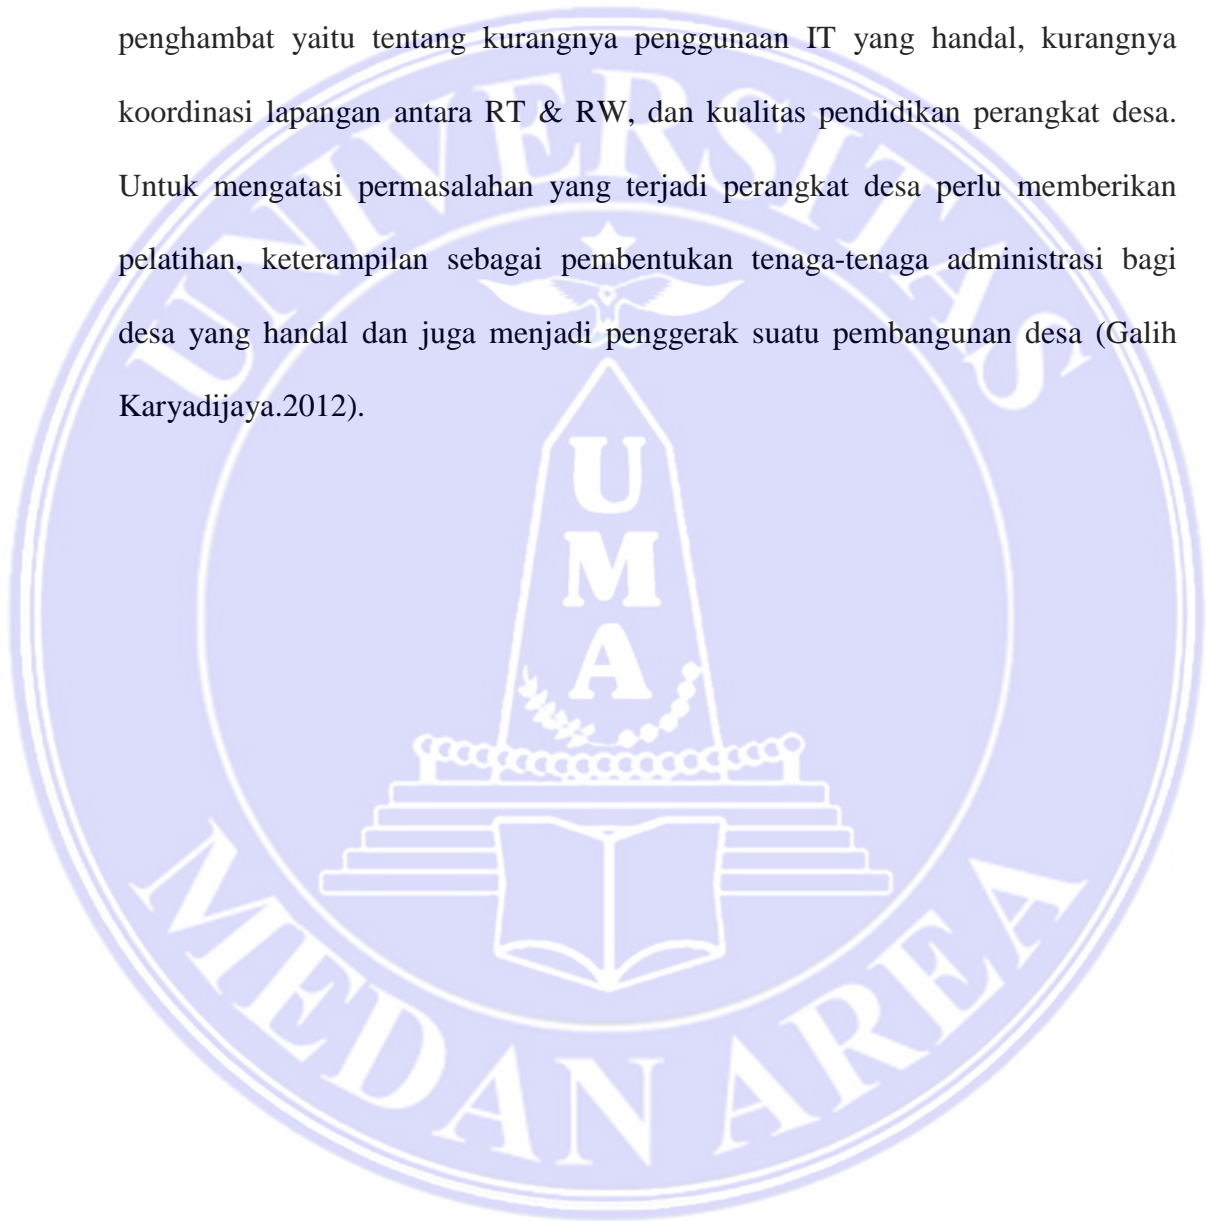 penghambat yaitu tentang kurangnya penggunaan IT yang handal, kurangnya
koordinasi lapangan antara RT & RW, dan kualitas pendidikan perangkat desa.
Untuk mengatasi permasalahan yang terjadi perangkat desa perlu memberikan
pelatihan, keterampilan sebagai pembentukan tenaga-tenaga administrasi bagi
desa yang handal dan juga menjadi penggerak suatu pembangunan desa (Galih
Karyadijaya.2012).
UNIVERSITAS
U
M
A
MEDAN AREA